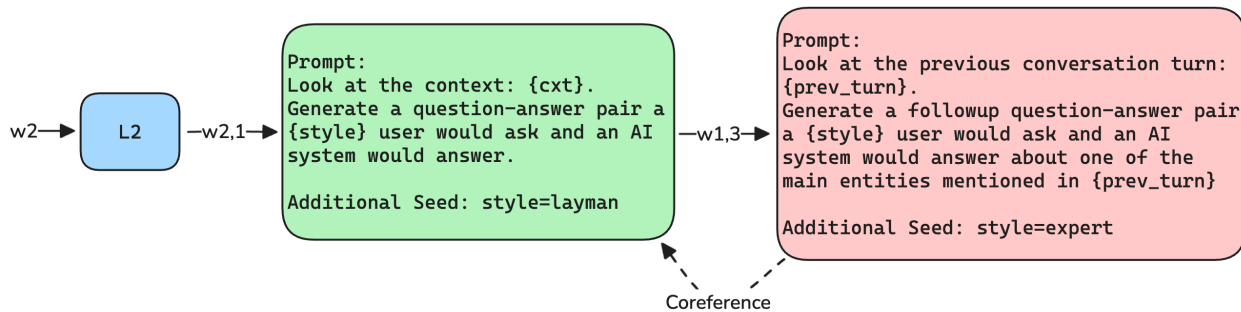 w2
L2
w2,1
Prompt:
Look at the context: {cxt}.
Generate a question-answer pair a
{style} user would ask and an AI
system would answer.
Additional Seed: style=layman
w1,3
Prompt:
Look at the previous conversation turn:
{prev_turn}.
Generate a followup question-answer pair
a {style} user would ask and an AI
system would answer about one of the
main entities mentioned in {prev_turn}
Additional Seed: style=expert
Coreference